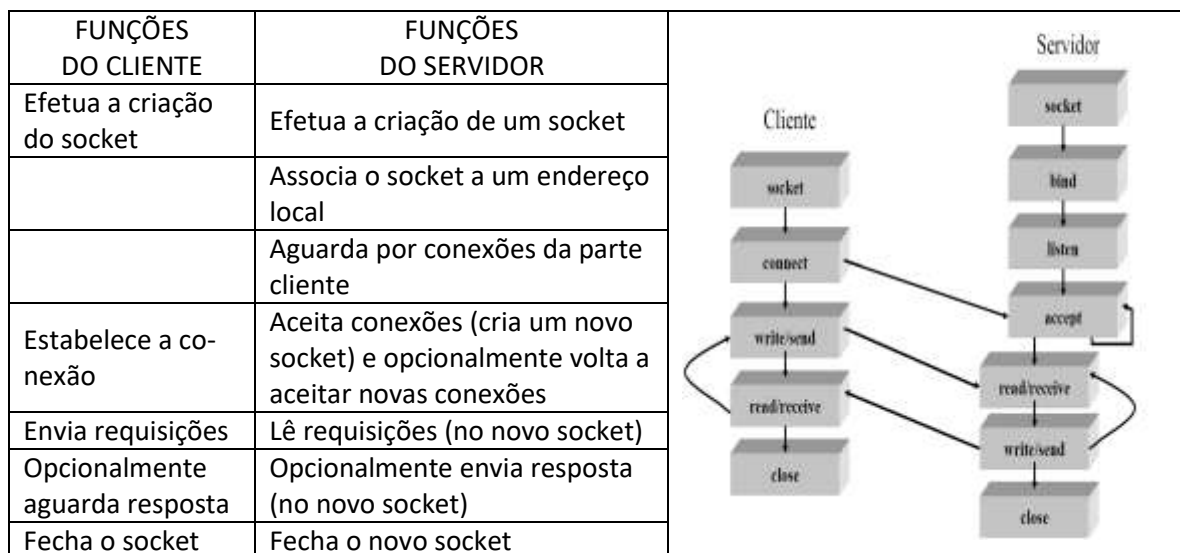 FUNÇÕES
DO CLIENTE
FUNÇÕES
DO SERVIDOR
Efetua a criação
do socket
Efetua a criação de um socket
Associa o socket a um endereço
local
Aguarda por conexões da parte
cliente
Estabelece a co-
nexão
Aceita conexões (cria um novo
socket) e opcionalmente volta a
aceitar novas conexões
Envia requisições
Lê requisições (no novo socket)
Opcionalmente
aguarda resposta
Opcionalmente envia resposta
(no novo socket)
Fecha o socket
Fecha o novo socket
Cliente
socket
connect
write/send
read/receive
close
Servidor
socket
bind
listen
accept
read/receive
write/send
close